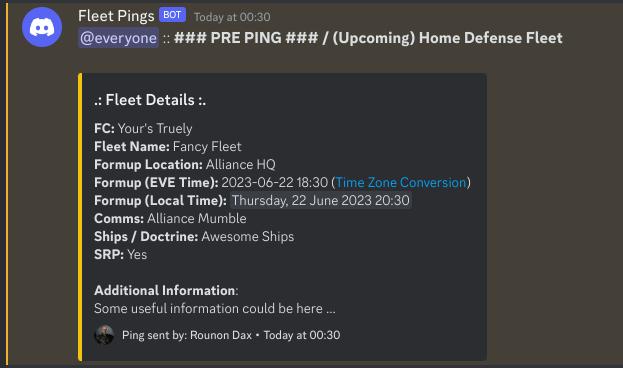 Fleet Pings BOT Today at 00:30
@everyone :: ### PRE PING ### / (Upcoming) Home Defense Fleet
.: Fleet Details :.
FC: Your's Truely
Fleet Name: Fancy Fleet
Formup Location: Alliance HQ
Formup (EVE Time): 2023-06-22 18:30 (Time Zone Conversion)
Formup (Local Time): Thursday, 22 June 2023 20:30
Comms: Alliance Mumble
Ships / Doctrine: Awesome Ships
SRP: Yes
Additional Information:
Some useful information could be here ...
Ping sent by: Rounon Dax • Today at 00:30